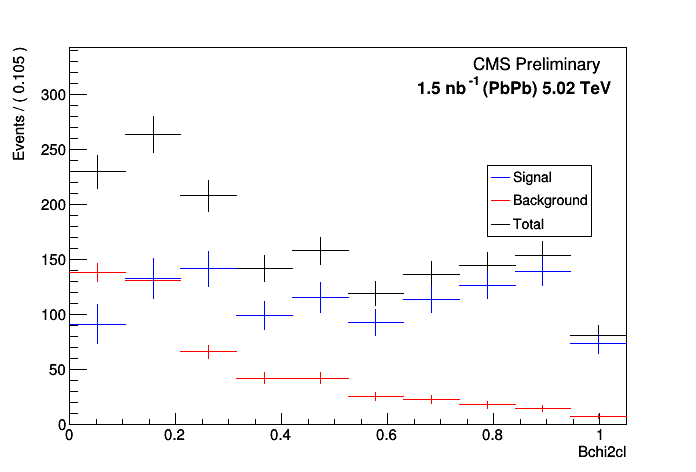 CMS Preliminary
1.5 nb⁻¹ (PbPb) 5.02 TeV
Events / ( 0.105 )
300
250
200
150
100
50
0
Signal
Background
Total
0 0.2 0.4 0.6 0.8 1
Bchi2cl